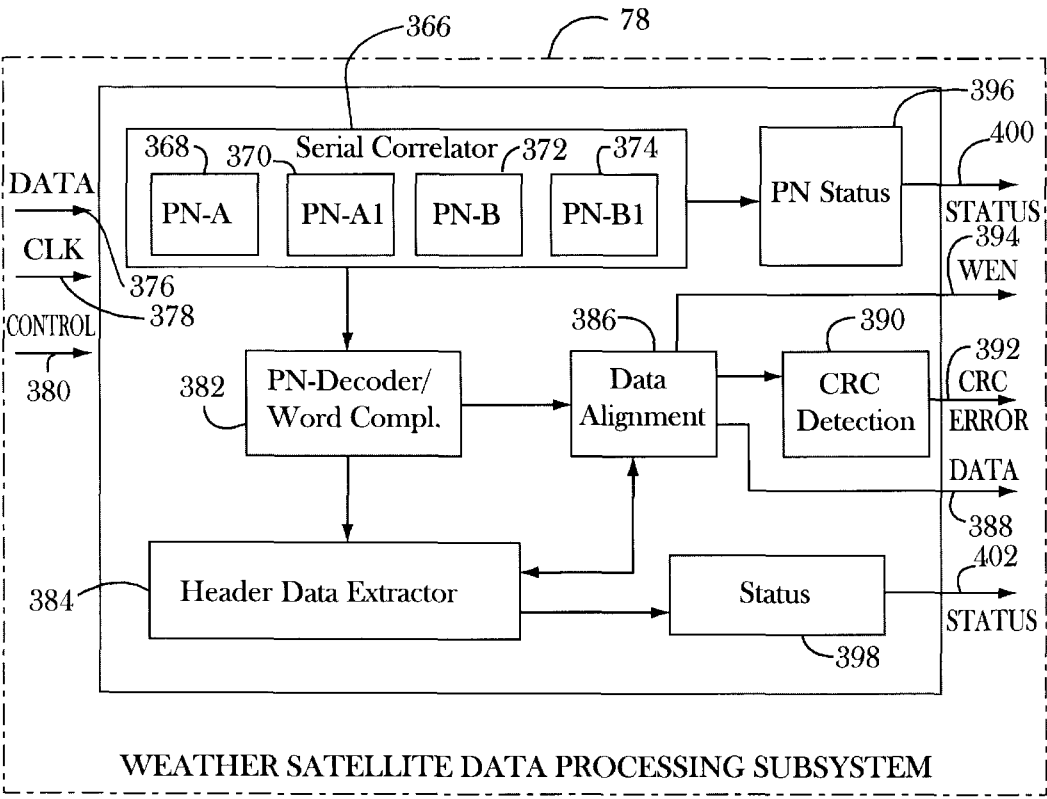 366
78
396
368
370
Serial Correlator
372
374
400
PN-A
PN-A1
PN-B
PN-B1
PN Status
DATA
STATUS
376
394
CLK
WEN
378
CONTROL
380
386
390
392
382
PN-Decoder/
Word Compl.
Data
Alignment
CRC
Detection
CRC
ERROR
DATA
388
402
384
Header Data Extractor
Status
STATUS
398
WEATHER SATELLITE DATA PROCESSING SUBSYSTEM